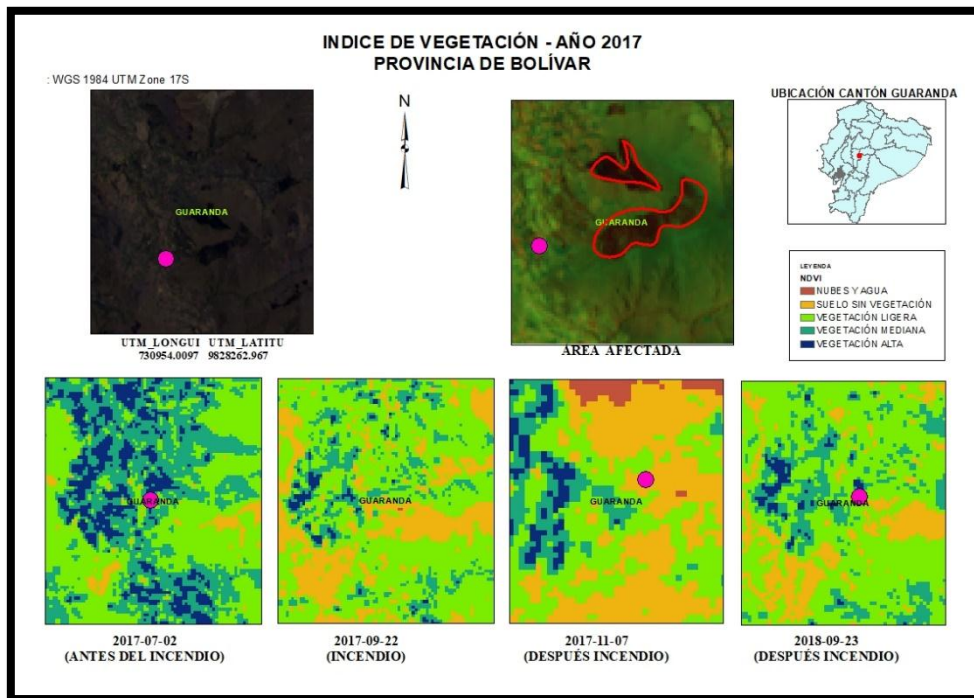 INDICE DE VEGETACIÓN - AÑO 2017
PROVINCIA DE BOLÍVAR
: WGS 1984 UTM Zone 17S
N
UBICACIÓN CANTÓN GUARANDA
GUARANDA
GUARANDA
UTM_LONGUI UTM_LATITU
730954.0097 9828262.967
ÁREA AFECTADA
LEYENDA
NDVI
NUBES Y AGUA
SUELO SIN VEGETACIÓN
VEGETACIÓN LIGERA
VEGETACIÓN MEDIANA
VEGETACIÓN ALTA
GUARANDA
GUARANDA
GUARANDA
GUARANDA
2017-07-02
(ANTES DEL INCENDIO)
2017-09-22
(INCENDIO)
2017-11-07
(DESPUÉS INCENDIO)
2018-09-23
(DESPUÉS INCENDIO)